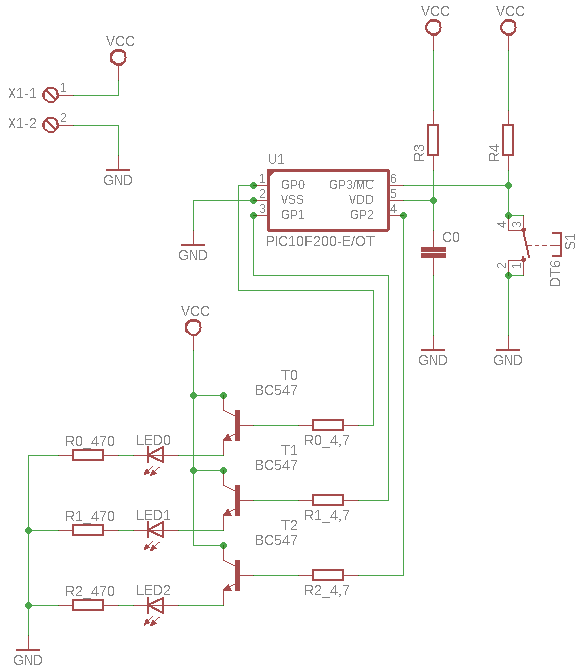 VCC
VCC
VCC
X1-1
1
X1-2
2
GND
R3
R4
U1
1
GP0
GP3/MC
6
2
VSS
VDD
5
3
GP1
GP2
4
PIC10F200-E/OT
GND
C0
4
3
2
1
S1
DT6
GND
GND
VCC
T0
BC547
R0_470
LED0
R0_4,7
T1
BC547
R1_470
LED1
R1_4,7
T2
BC547
R2_470
LED2
R2_4,7
GND